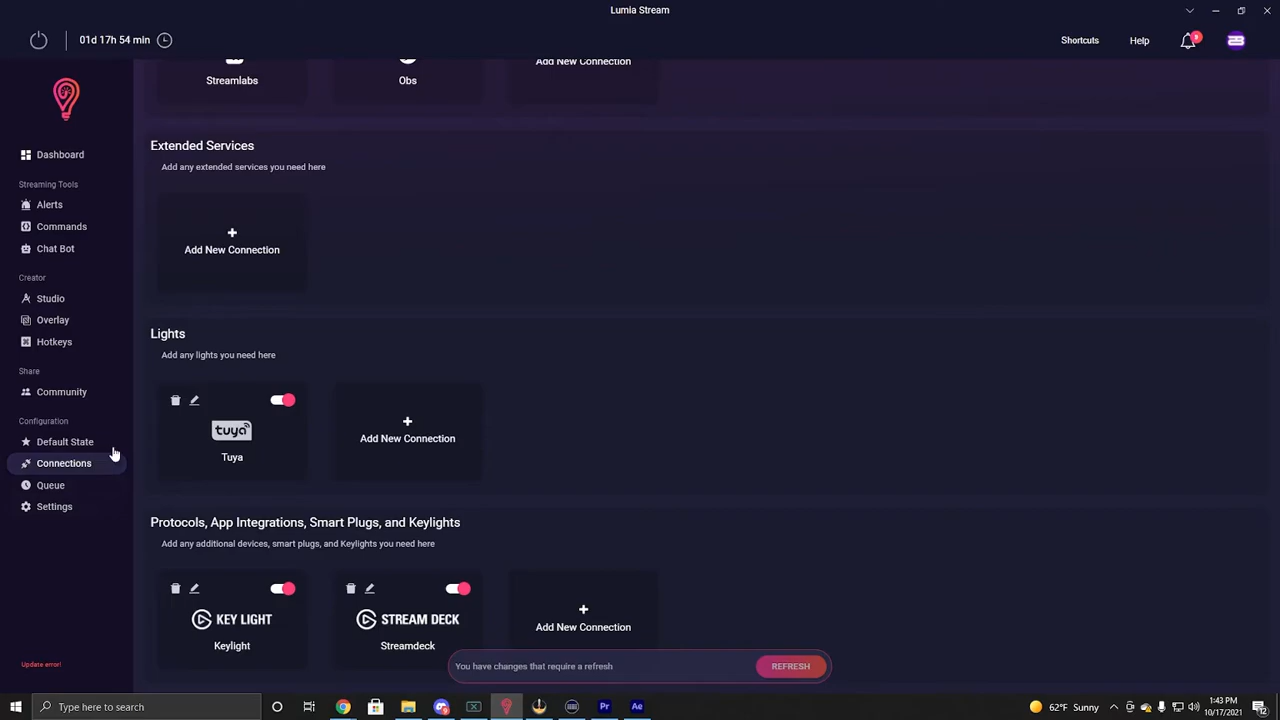 Lumia Stream
01d 17h 54 min
Shortcuts
Help
9
Dashboard
Streaming Tools
Alerts
Commands
Chat Bot
Creator
Studio
Overlay
Hotkeys
Share
Community
Configuration
Default State
Connections
Queue
Settings
Update error!
Streamlabs
Obs
Add New Connection
Extended Services
Add any extended services you need here
Add New Connection
Lights
Add any lights you need here
tuya
Tuya
Add New Connection
Protocols, App Integrations, Smart Plugs, and Keylights
Add any additional devices, smart plugs, and Keylights you need here
KEY LIGHT
Keylight
STREAM DECK
Streamdeck
Add New Connection
You have changes that require a refresh
REFRESH
Type here to search
Pr
Ae
62°F Sunny
1:43 PM
10/17/2021
12